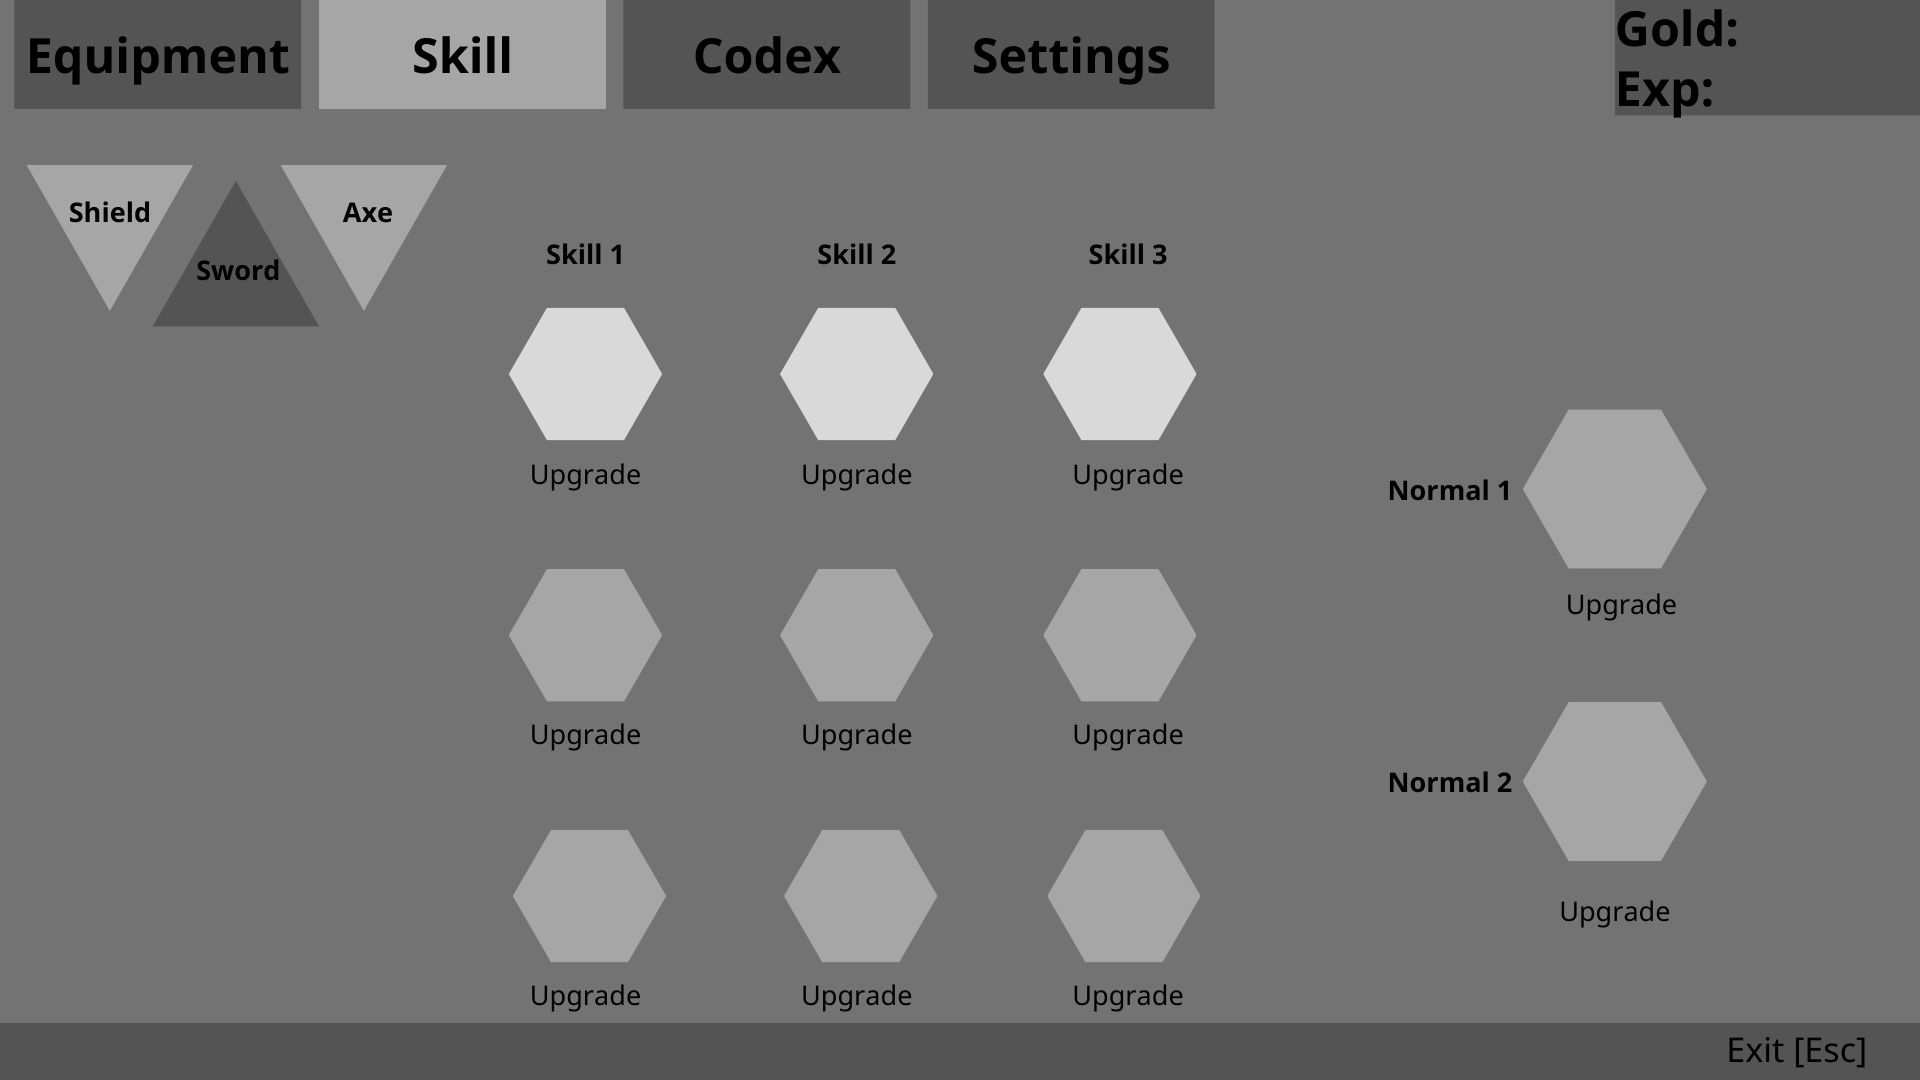 Equipment
Skill
Codex
Settings
Gold:
Exp:
Shield
Sword
Axe
Skill 1
Skill 2
Skill 3
Upgrade
Upgrade
Upgrade
Normal 1
Upgrade
Upgrade
Upgrade
Upgrade
Normal 2
Upgrade
Upgrade
Upgrade
Upgrade
Exit [Esc]